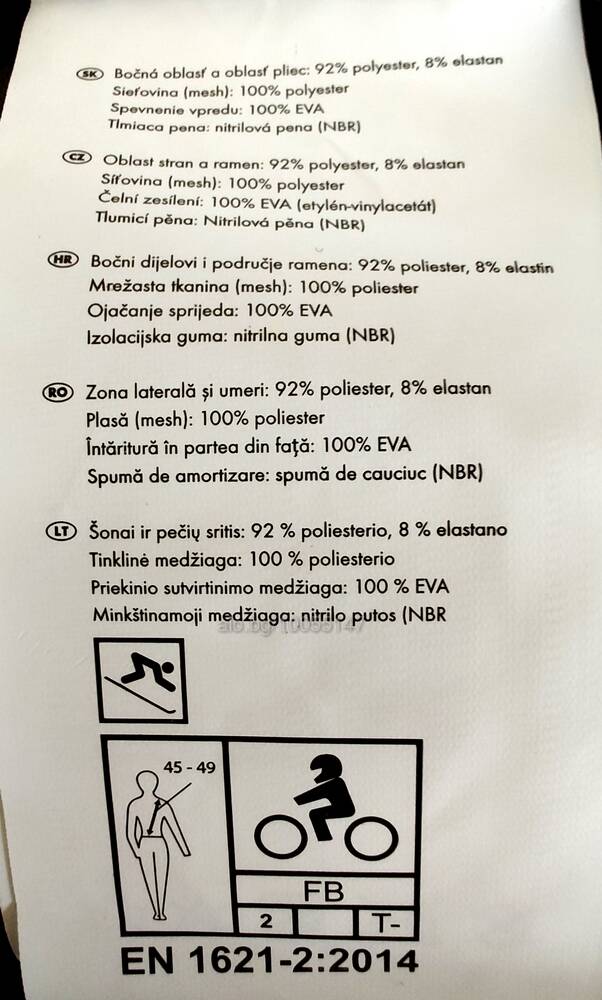 SK Bočná oblasť a oblasť pliec: 92% polyester, 8% elastan
Sieťovina (mesh): 100% polyester
Spevnenie vpredu: 100% EVA
Tlmiaca pena: nitrilová pena (NBR)
CZ Oblast stran a ramen: 92% polyester, 8% elastan
Síťovina (mesh): 100% polyester
Čelní zesílení: 100% EVA (etylén-vinylacetát)
Tlumicí pěna: Nitrilová pěna (NBR)
HR Bočni dijelovi i područje ramena: 92% poliester, 8% elastin
Mrežasta tkanina (mesh): 100% poliester
Ojačanje sprijeda: 100% EVA
Izolacijska guma: nitrilna guma (NBR)
RO Zona laterală și umeri: 92% poliester, 8% elastan
Plasă (mesh): 100% poliester
Întăritură în partea din față: 100% EVA
Spumă de amortizare: spumă de cauciuc (NBR)
LT Šonai ir pečių sritis: 92 % poliesterio, 8 % elastano
Tinklinė medžiaga: 100 % poliesterio
Priekinio sutvirtinimo medžiaga: 100 % EVA
Minkštinamoji medžiaga: nitrilo putos (NBR
45 - 49
FB
2 T-
EN 1621-2:2014